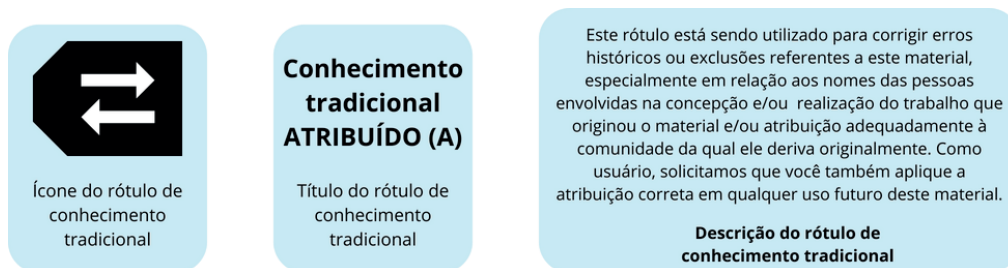 Ícone do rótulo de
conhecimento
tradicional
Conhecimento
tradicional
ATRIBUÍDO (A)
Título do rótulo de
conhecimento
tradicional
Este rótulo está sendo utilizado para corrigir erros
históricos ou exclusões referentes a este material,
especialmente em relação aos nomes das pessoas
envolvidas na concepção e/ou realização do trabalho que
originou o material e/ou atribuição adequadamente à
comunidade da qual ele deriva originalmente. Como
usuário, solicitamos que você também aplique a
atribuição correta em qualquer uso futuro deste material.
Descrição do rótulo de
conhecimento tradicional